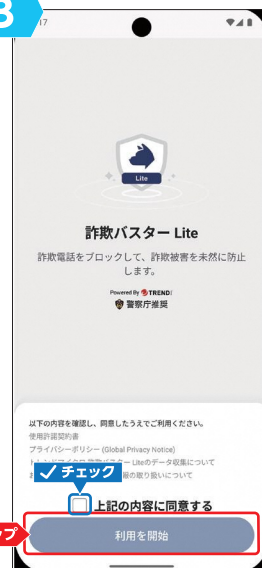 3
17
Lite
詐欺バスター Lite
詐欺電話をブロックして、詐欺被害を未然に防止
します。
Powered By TREND
警察庁推奨
以下の内容を確認し、同意したうえでご利用ください。
使用許諾契約書
プライバシーポリシー (Global Privacy Notice)
スター Liteのデータ収集について
報の取り扱いについて
チェック
上記の内容に同意する
ップ
利用を開始